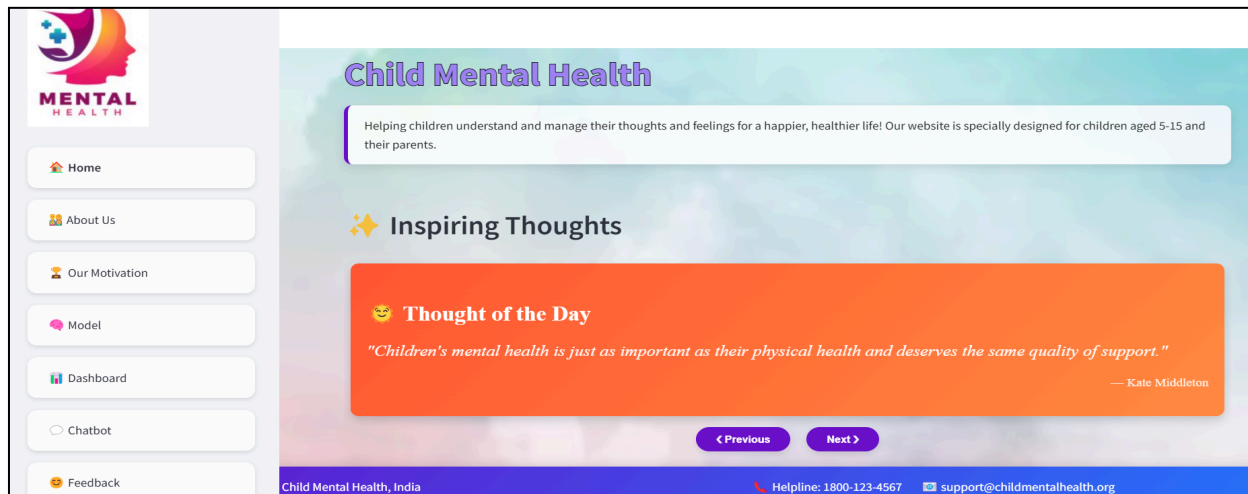 MENTAL
HEALTH
🏠 Home
👨‍👩‍👧‍👦 About Us
🏆 Our Motivation
🧠 Model
📊 Dashboard
💬 Chatbot
😊 Feedback
Child Mental Health
Helping children understand and manage their thoughts and feelings for a happier, healthier life! Our website is specially designed for children aged 5-15 and
their parents.
✨ Inspiring Thoughts
🌞 Thought of the Day
"Children's mental health is just as important as their physical health and deserves the same quality of support."
— Kate Middleton
❮ Previous
Next ❯
Child Mental Health, India
📞 Helpline: 1800-123-4567
📧 support@childmentalhealth.org